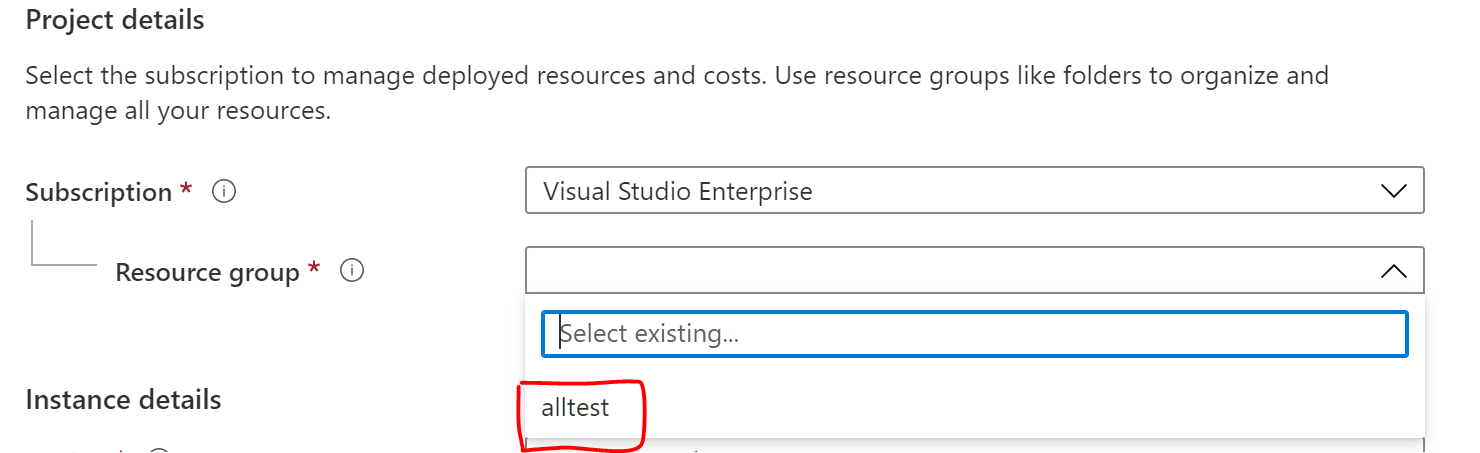 Project details
Select the subscription to manage deployed resources and costs. Use resource groups like folders to organize and
manage all your resources.
Subscription *
Visual Studio Enterprise
Resource group *
Select existing...
alltest
Instance details